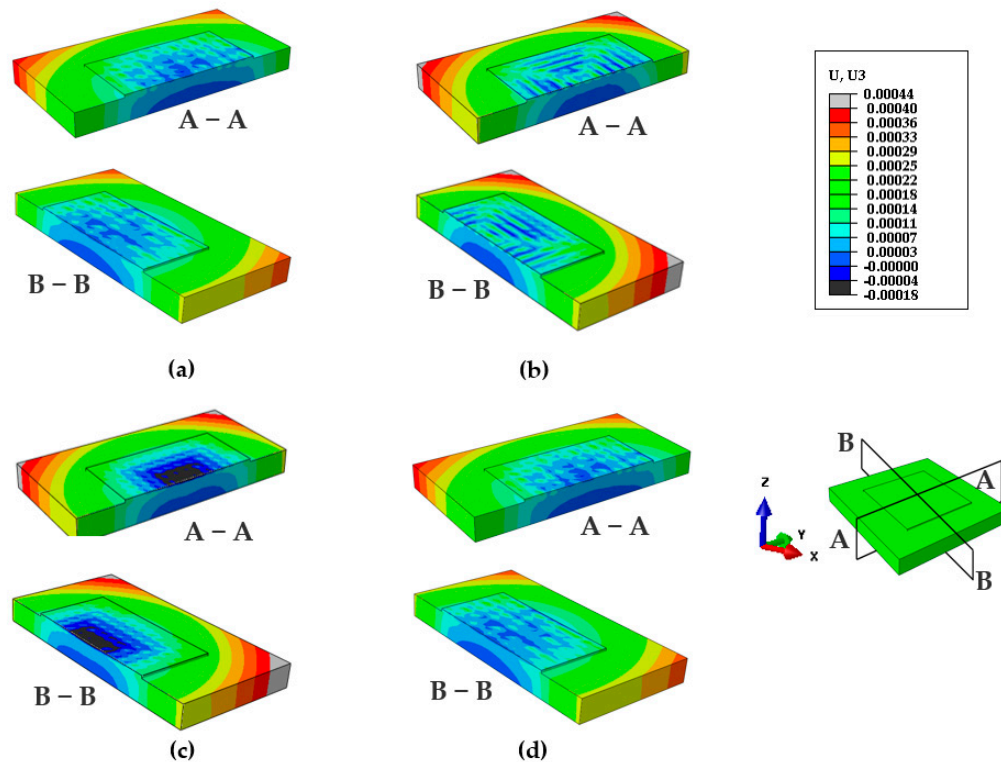 A – A
B – B
(a)
A – A
B – B
(b)
U, U3
0.00044
0.00040
0.00036
0.00033
0.00029
0.00025
0.00022
0.00018
0.00014
0.00011
0.00007
0.00003
-0.00000
-0.00004
-0.00018
A – A
B – B
(c)
A – A
B – B
(d)
Z
Y
X
B
A
A
B